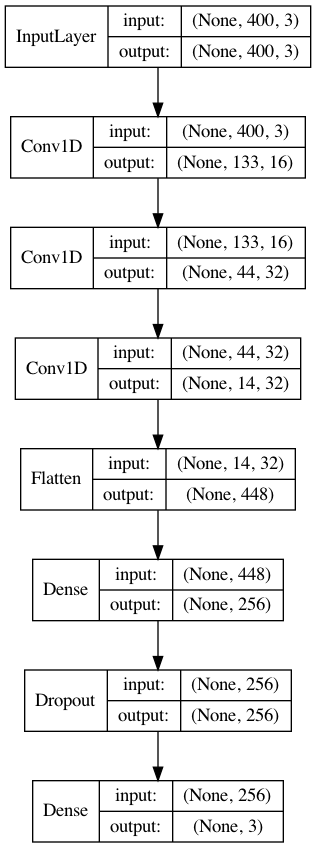 InputLayer
input: (None, 400, 3)
output: (None, 400, 3)
Conv1D
input: (None, 400, 3)
output: (None, 133, 16)
Conv1D
input: (None, 133, 16)
output: (None, 44, 32)
Conv1D
input: (None, 44, 32)
output: (None, 14, 32)
Flatten
input: (None, 14, 32)
output: (None, 448)
Dense
input: (None, 448)
output: (None, 256)
Dropout
input: (None, 256)
output: (None, 256)
Dense
input: (None, 256)
output: (None, 3)